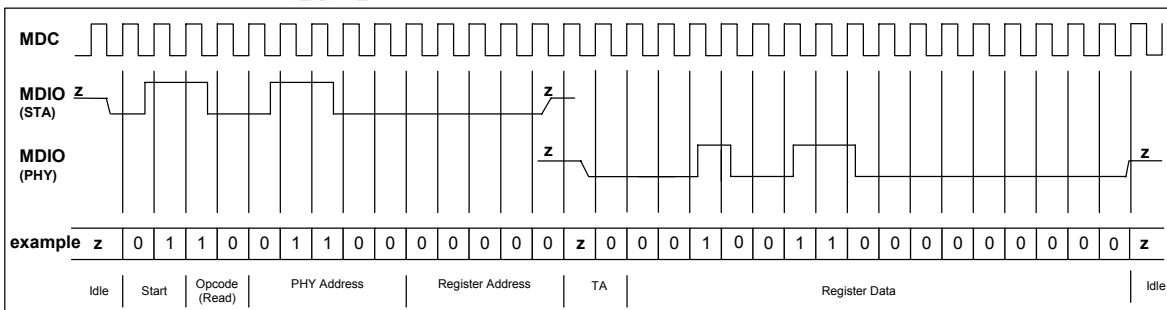 MDC
MDIO z z
(STA)
MDIO z z
(PHY)
example z 0 1 1 0 0 1 1 0 0 0 0 0 0 0 z 0 0 0 1 0 0 1 1 0 0 0 0 0 0 0 0 0 z
Idle Start Opcode (Read) PHY Address Register Address TA Register Data Idle